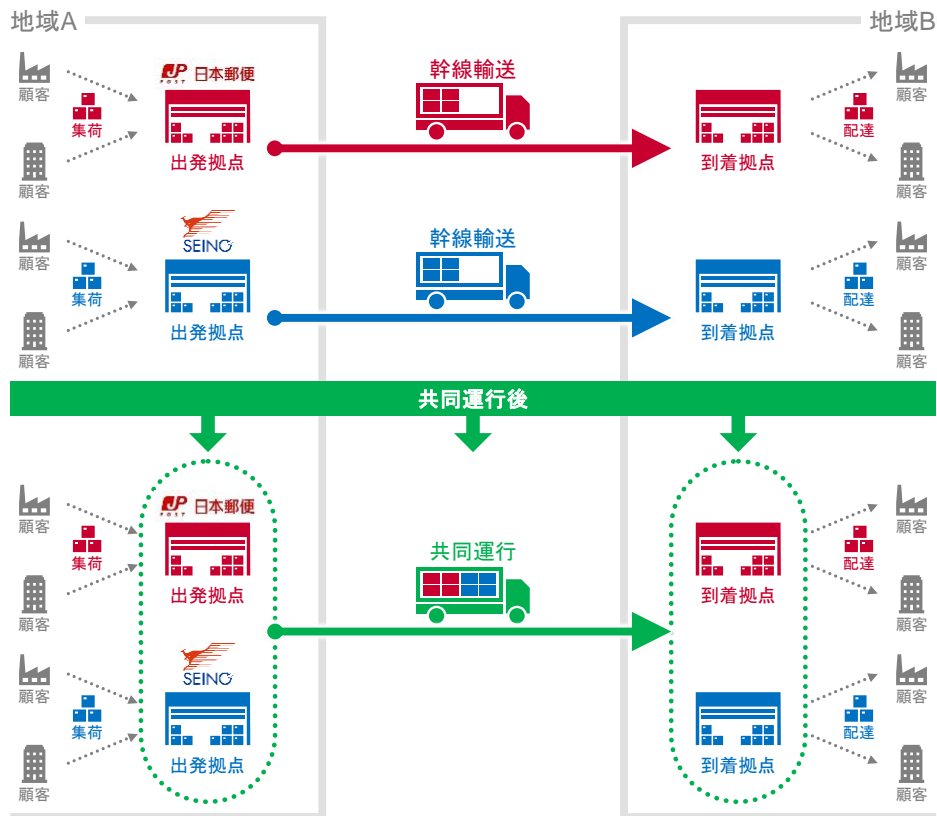 地域A
地域B
顧客
集荷
顧客
JP POST 日本郵便
出発拠点
幹線輸送
到着拠点
配達
顧客
顧客
顧客
集荷
顧客
SEINO
出発拠点
幹線輸送
到着拠点
配達
顧客
顧客
共同運行後
顧客
集荷
顧客
JP POST 日本郵便
出発拠点
共同運行
到着拠点
配達
顧客
顧客
顧客
集荷
顧客
SEINO
出発拠点
到着拠点
配達
顧客
顧客